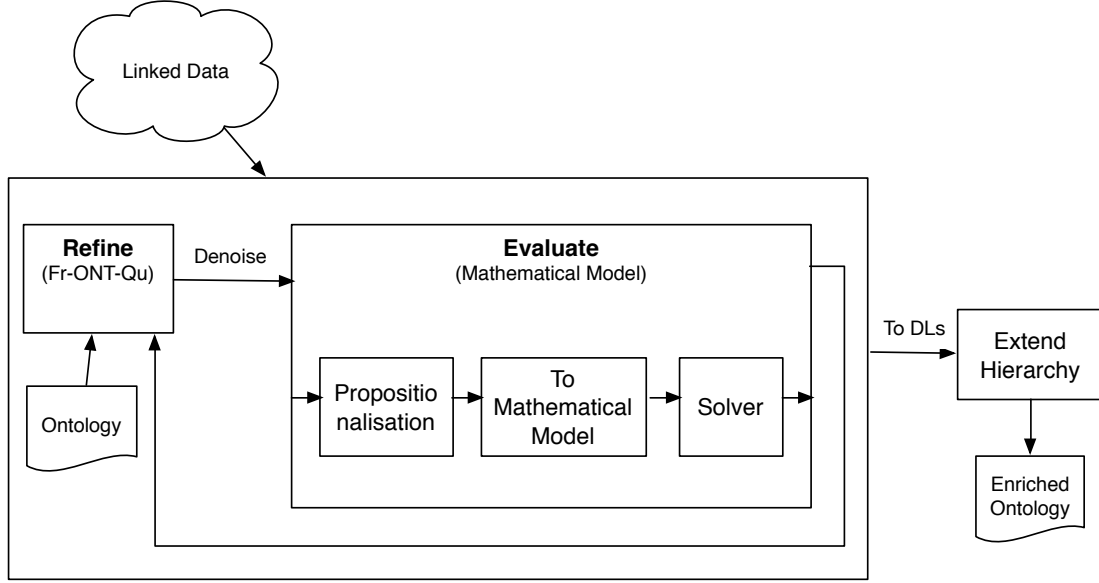 Linked Data
Refine
(Fr-ONT-Qu)
Denoise
Evaluate
(Mathematical Model)
Ontology
Propositio
nalisation
To
Mathematical
Model
Solver
To DLs
Extend
Hierarchy
Enriched
Ontology